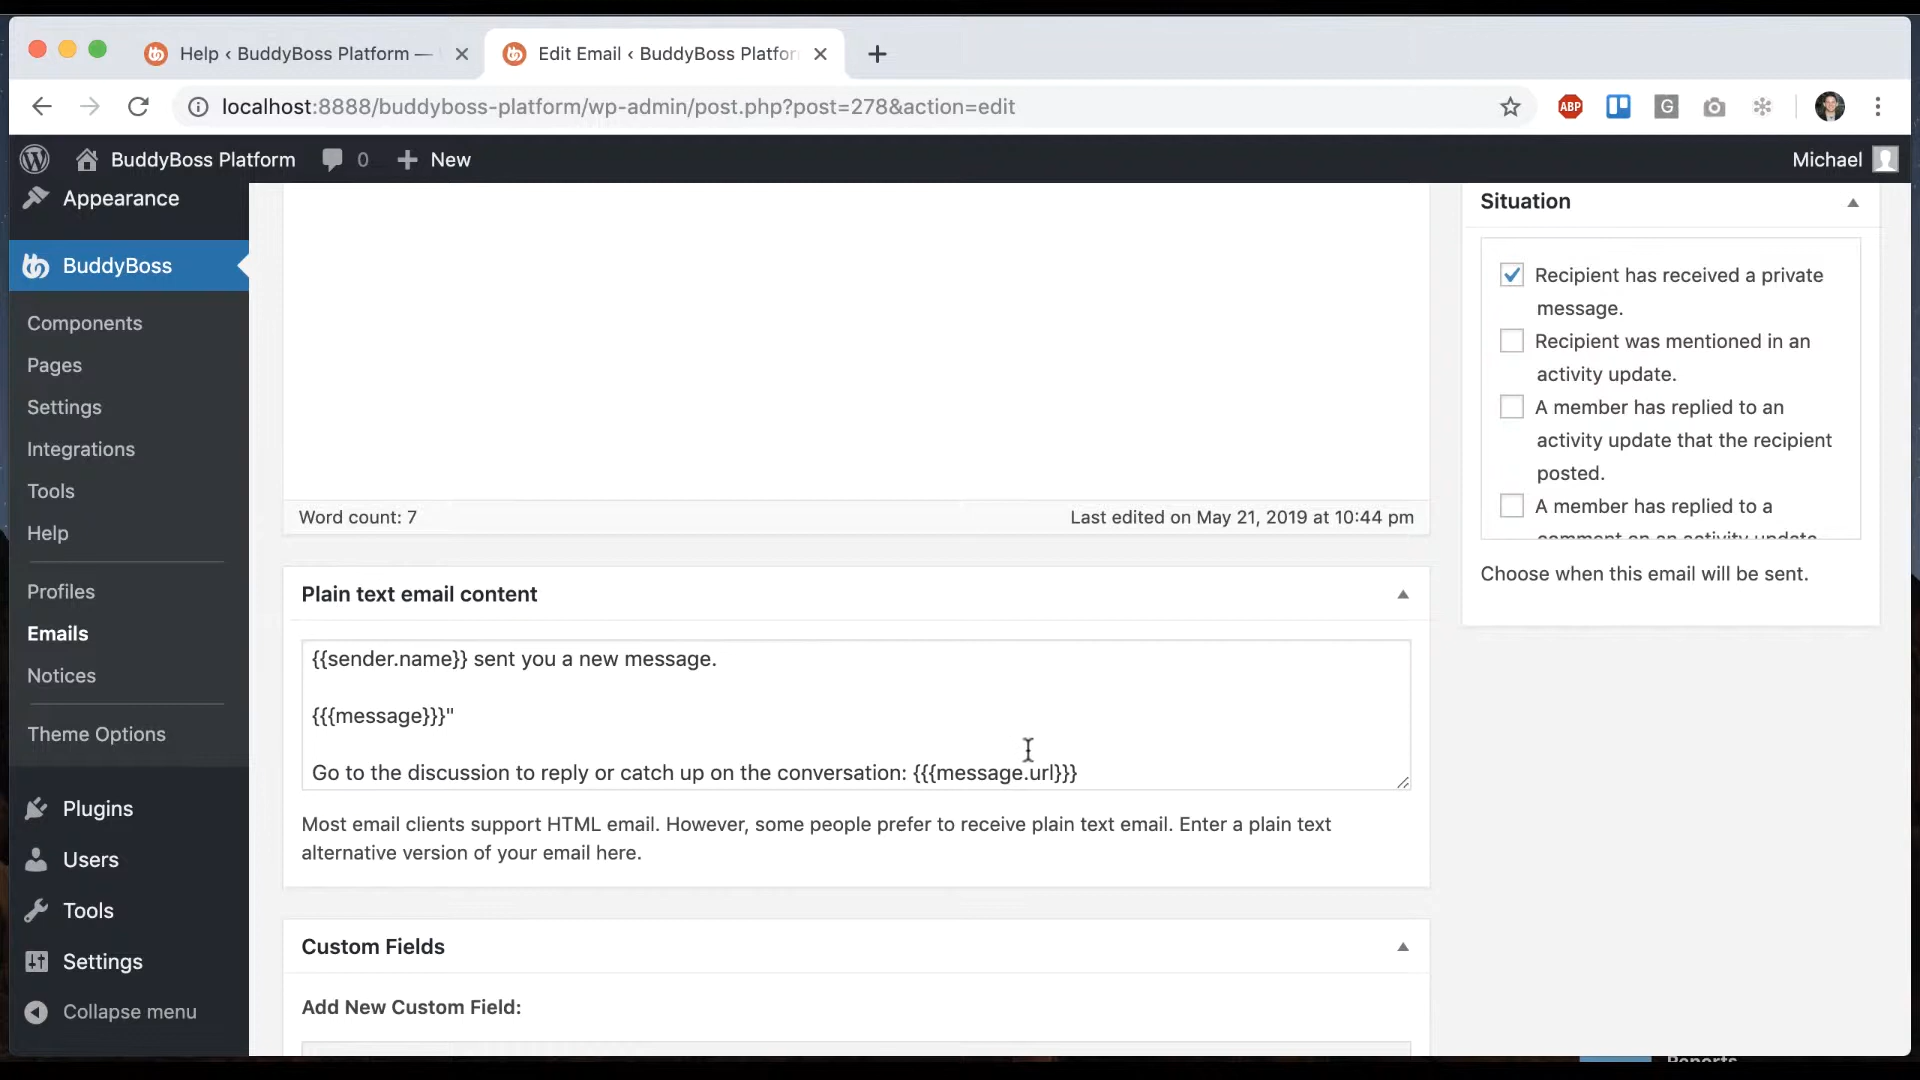 Help ‹ BuddyBoss Platform —
Edit Email ‹ BuddyBoss Platfor
localhost:8888/buddyboss-platform/wp-admin/post.php?post=278&action=edit
ABP
G
BuddyBoss Platform
0
New
Michael
Appearance
BuddyBoss
Components
Pages
Settings
Integrations
Tools
Help
Profiles
Emails
Notices
Theme Options
Plugins
Users
Tools
Settings
Collapse menu
Word count: 7
Last edited on May 21, 2019 at 10:44 pm
Plain text email content
{{sender.name}} sent you a new message.
{{{message}}}"
Go to the discussion to reply or catch up on the conversation: {{{message.url}}}
Most email clients support HTML email. However, some people prefer to receive plain text email. Enter a plain text
alternative version of your email here.
Custom Fields
Add New Custom Field:
Situation
Recipient has received a private
message.
Recipient was mentioned in an
activity update.
A member has replied to an
activity update that the recipient
posted.
A member has replied to a
comment on an activity update
Choose when this email will be sent.
Reports